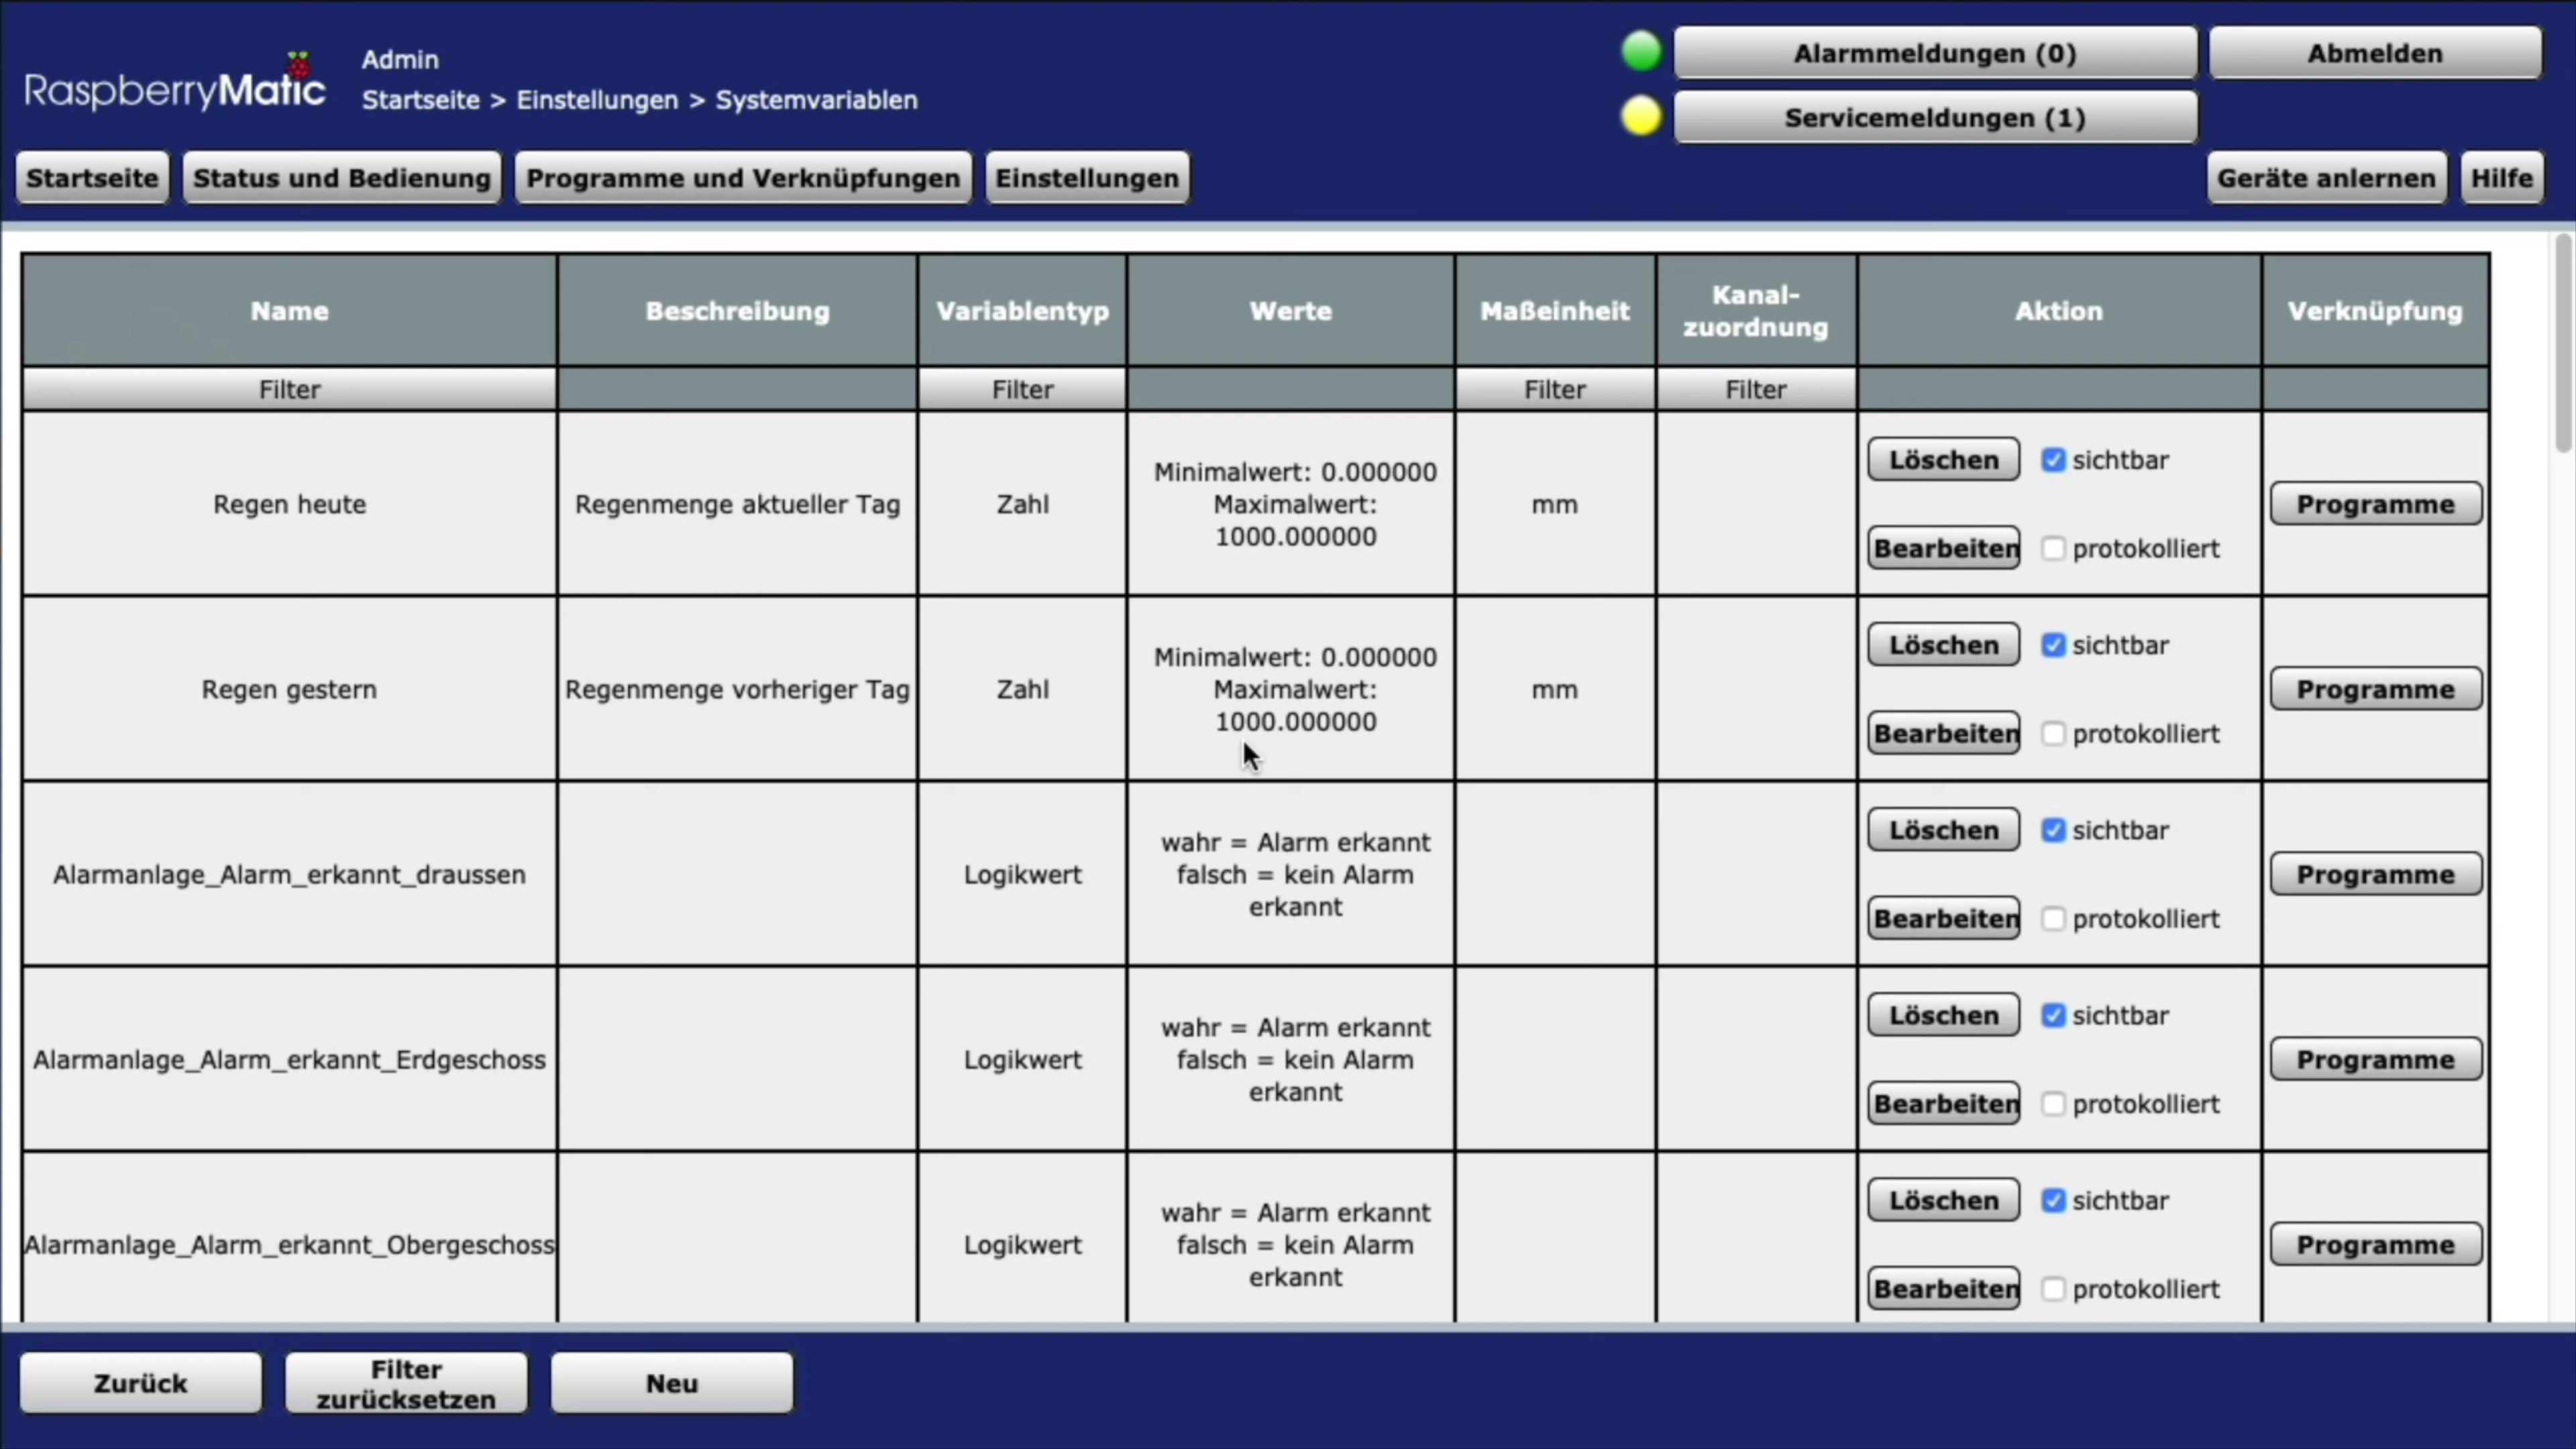 RaspberryMatic
Admin
Startseite > Einstellungen > Systemvariablen
Alarmmeldungen (0)
Abmelden
Servicemeldungen (1)
Startseite
Status und Bedienung
Programme und Verknüpfungen
Einstellungen
Geräte anlernen
Hilfe
Name
Beschreibung
Variablentyp
Werte
Maßeinheit
Kanal-
zuordnung
Aktion
Verknüpfung
Filter
Filter
Filter
Filter
Regen heute
Regenmenge aktueller Tag
Zahl
Minimalwert: 0.000000
Maximalwert:
1000.000000
mm
Löschen
sichtbar
Bearbeiten
protokolliert
Programme
Regen gestern
Regenmenge vorheriger Tag
Zahl
Minimalwert: 0.000000
Maximalwert:
1000.000000
mm
Löschen
sichtbar
Bearbeiten
protokolliert
Programme
Alarmanlage_Alarm_erkannt_draussen
Logikwert
wahr = Alarm erkannt
falsch = kein Alarm
erkannt
Löschen
sichtbar
Bearbeiten
protokolliert
Programme
Alarmanlage_Alarm_erkannt_Erdgeschoss
Logikwert
wahr = Alarm erkannt
falsch = kein Alarm
erkannt
Löschen
sichtbar
Bearbeiten
protokolliert
Programme
Alarmanlage_Alarm_erkannt_Obergeschoss
Logikwert
wahr = Alarm erkannt
falsch = kein Alarm
erkannt
Löschen
sichtbar
Bearbeiten
protokolliert
Programme
Zurück
Filter
zurücksetzen
Neu